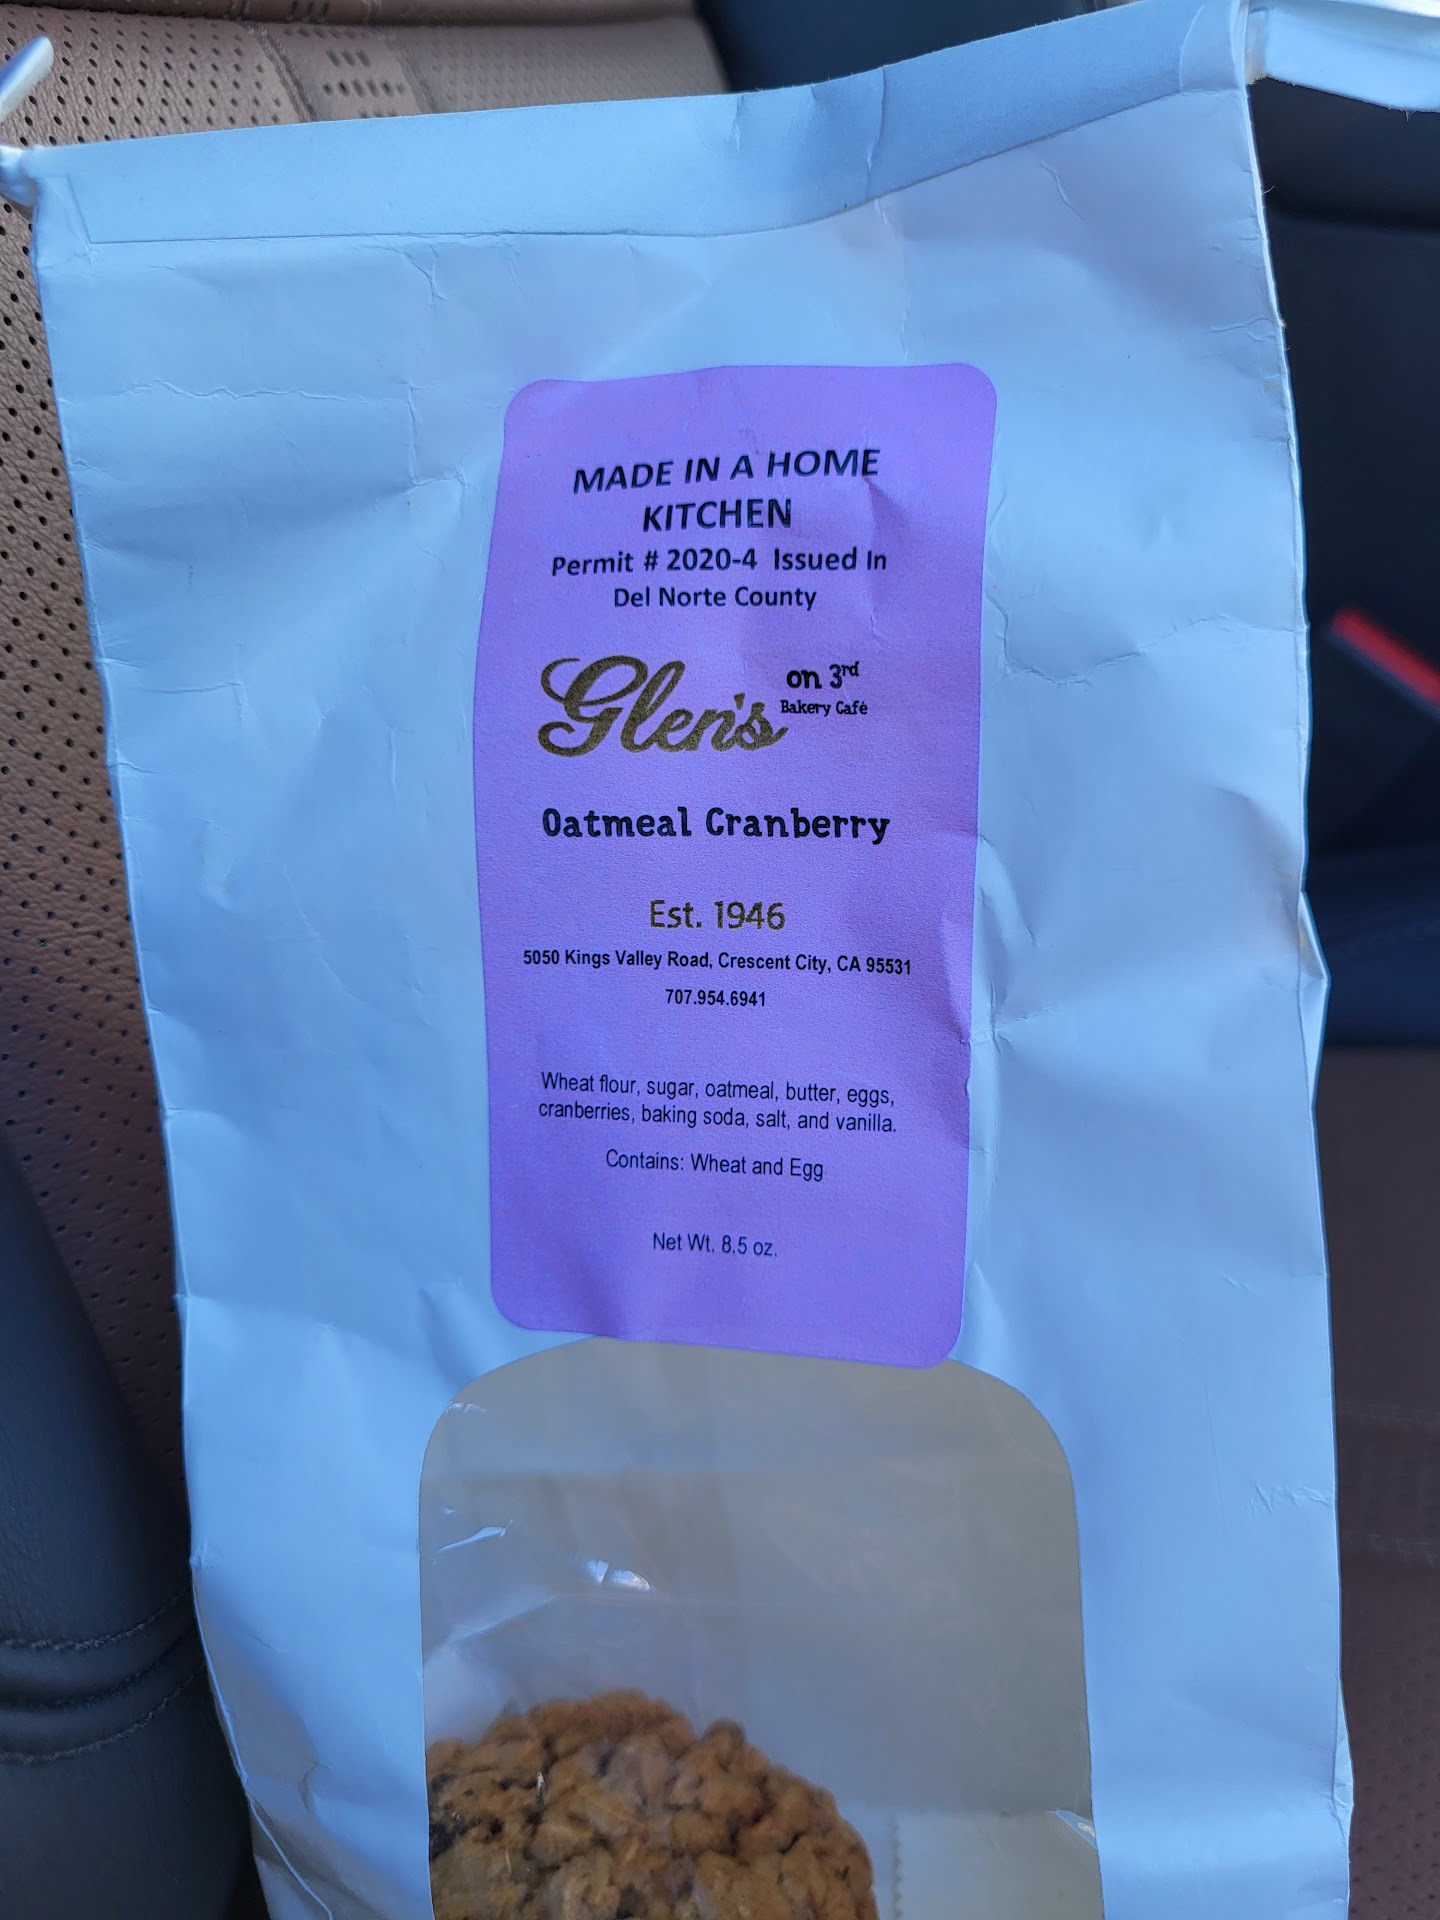 MADE IN A HOME
KITCHEN
Permit # 2020-4 Issued In
Del Norte County
Glen's on 3rd
Bakery Café
Oatmeal Cranberry
Est. 1946
5050 Kings Valley Road, Crescent City, CA 95531
707.954.6941
Wheat flour, sugar, oatmeal, butter, eggs,
cranberries, baking soda, salt, and vanilla.
Contains: Wheat and Egg
Net Wt. 8.5 oz.